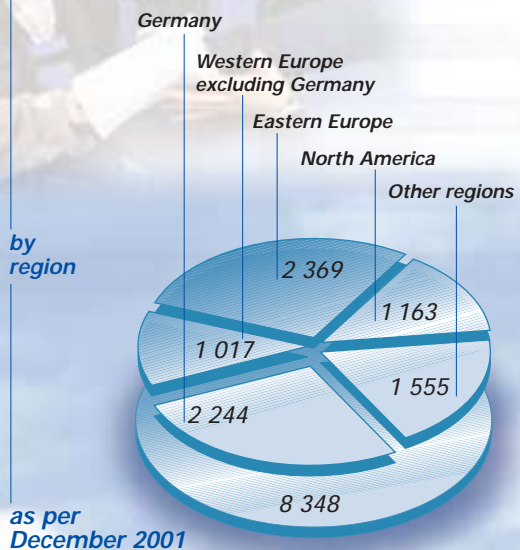 Germany
Western Europe
excluding Germany
Eastern Europe
North America
Other regions
by
region
2 369
1 163
1 017
1 555
2 244
8 348
as per
December 2001